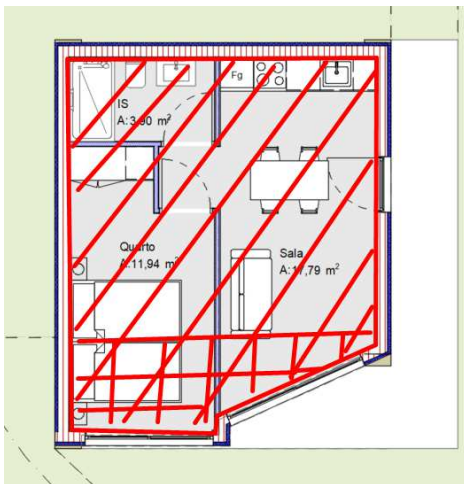 Fg
IS
A:3,90 m²
Quarto
A:11,94 m²
Sala
A:17,79 m²